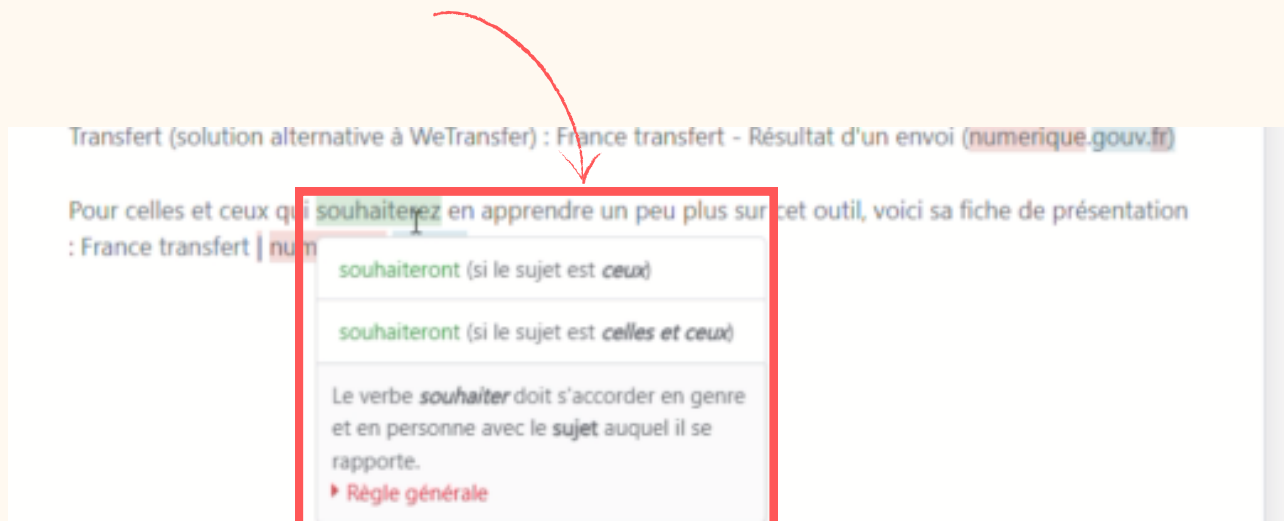 Transfert (solution alternative à WeTransfer) : France transfert - Résultat d'un envoi (numerique.gouv.fr)
Pour celles et ceux qui souhaiterez en apprendre un peu plus sur cet outil, voici sa fiche de présentation
: France transfert | num
souhaiteront (si le sujet est ceux)
souhaiteront (si le sujet est celles et ceux)
Le verbe souhaiter doit s'accorder en genre
et en personne avec le sujet auquel il se
rapporte.
Règle générale